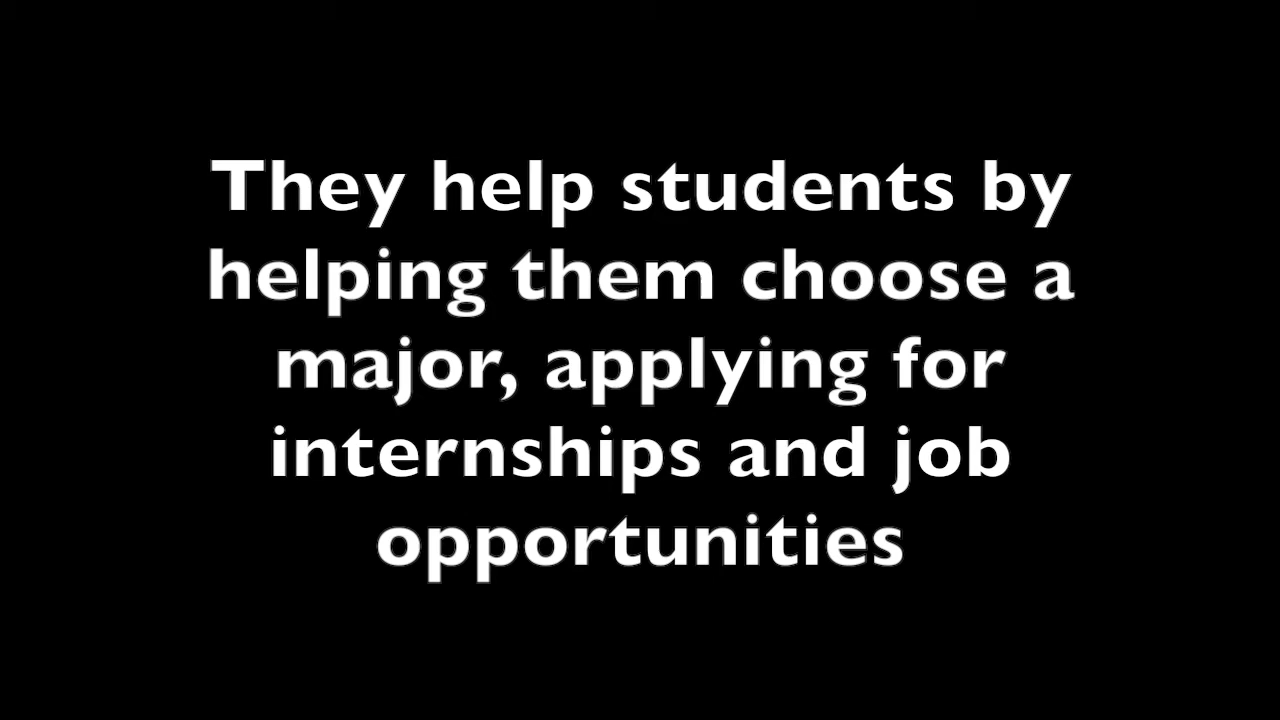 They help students by
helping them choose a
major, applying for
internships and job
opportunities